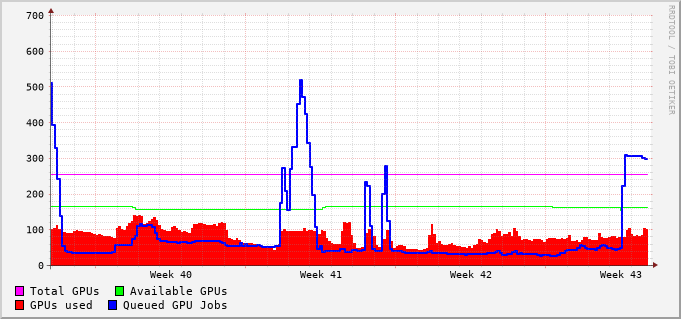 700
600
500
400
300
200
100
0
Week 40 Week 41 Week 42 Week 43
Total GPUs Available GPUs
GPUs used Queued GPU Jobs
RRDTOOL / TOBI OETIKER